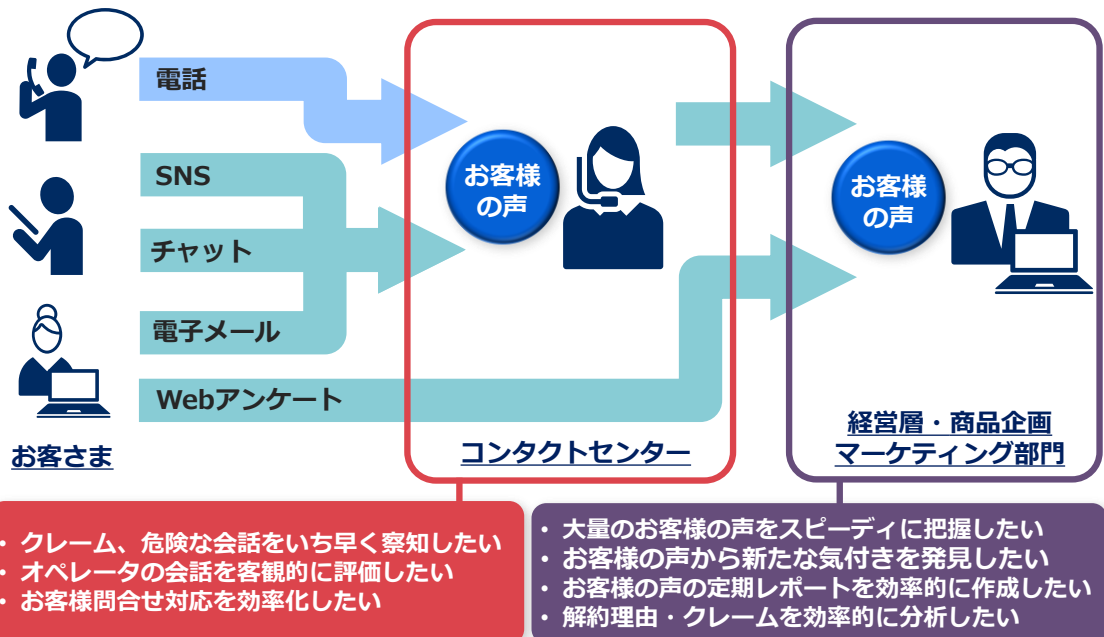 電話
SNS
チャット
電子メール
Webアンケート
お客さま
お客様
の声
コンタクトセンター
お客様
の声
経営層・商品企画
マーケティング部門
・ クレーム、危険な会話をいち早く察知したい
・ オペレータの会話を客観的に評価したい
・ お客様問合せ対応を効率化したい
・ 大量のお客様の声をスピーディに把握したい
・ お客様の声から新たな気付きを発見したい
・ お客様の声の定期レポートを効率的に作成したい
・ 解約理由・クレームを効率的に分析したい